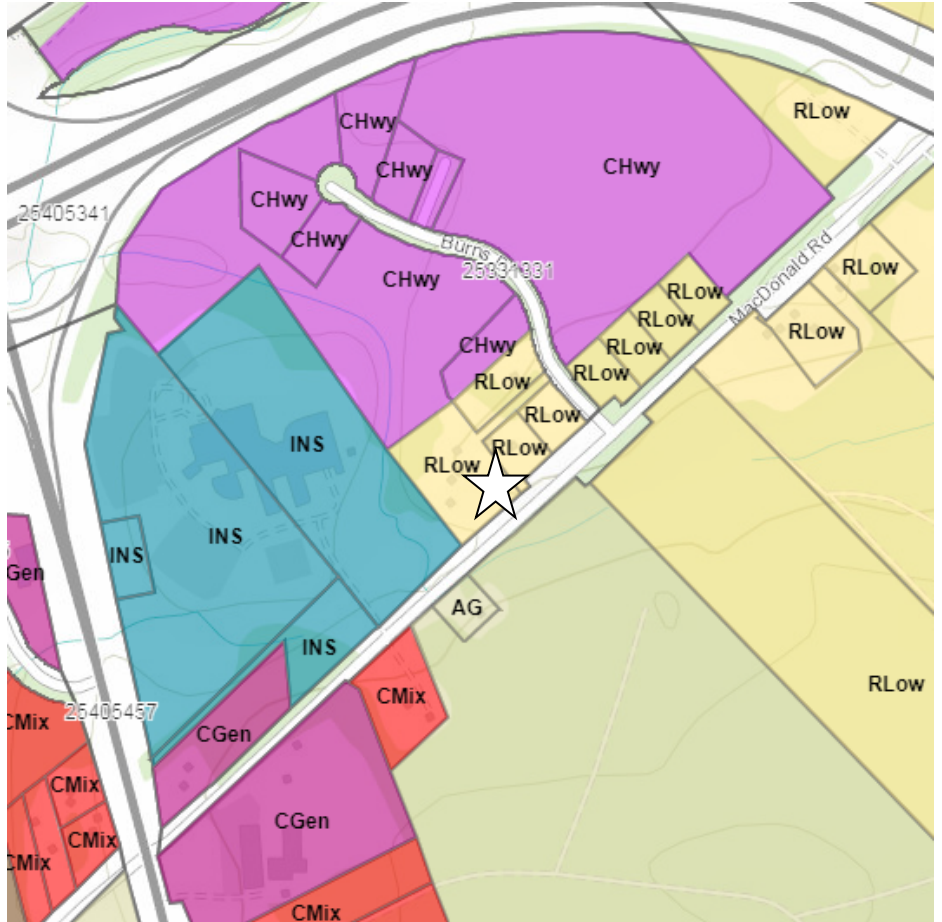 RLow
CHwy
CHwy
CHwy
CHwy
25405341
CHwy
CHwy
Burns
25331331
CHwy
MacDonald Rd
RLow
RLow
RLow
RLow
CHwy
RLow
RLow
RLow
RLow
RLow
RLow
INS
INS
INS
Gen
AG
INS
RLow
CMix
25405457
CMix
CGen
CMix
CGen
CMix
CMix
CMix